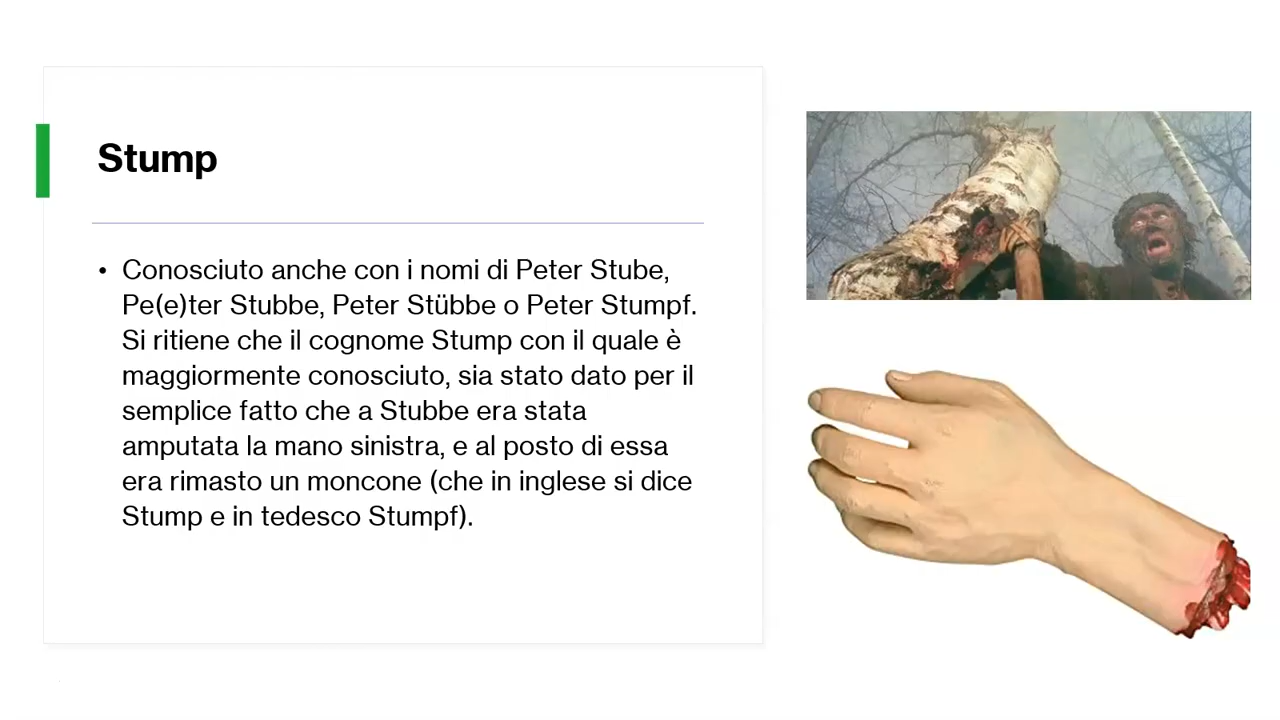 Stump
• Conosciuto anche con i nomi di Peter Stube,
Pe(e)ter Stubbe, Peter Stübbe o Peter Stumpf.
Si ritiene che il cognome Stump con il quale è
maggiormente conosciuto, sia stato dato per il
semplice fatto che a Stubbe era stata
amputata la mano sinistra, e al posto di essa
era rimasto un moncone (che in inglese si dice
Stump e in tedesco Stumpf).